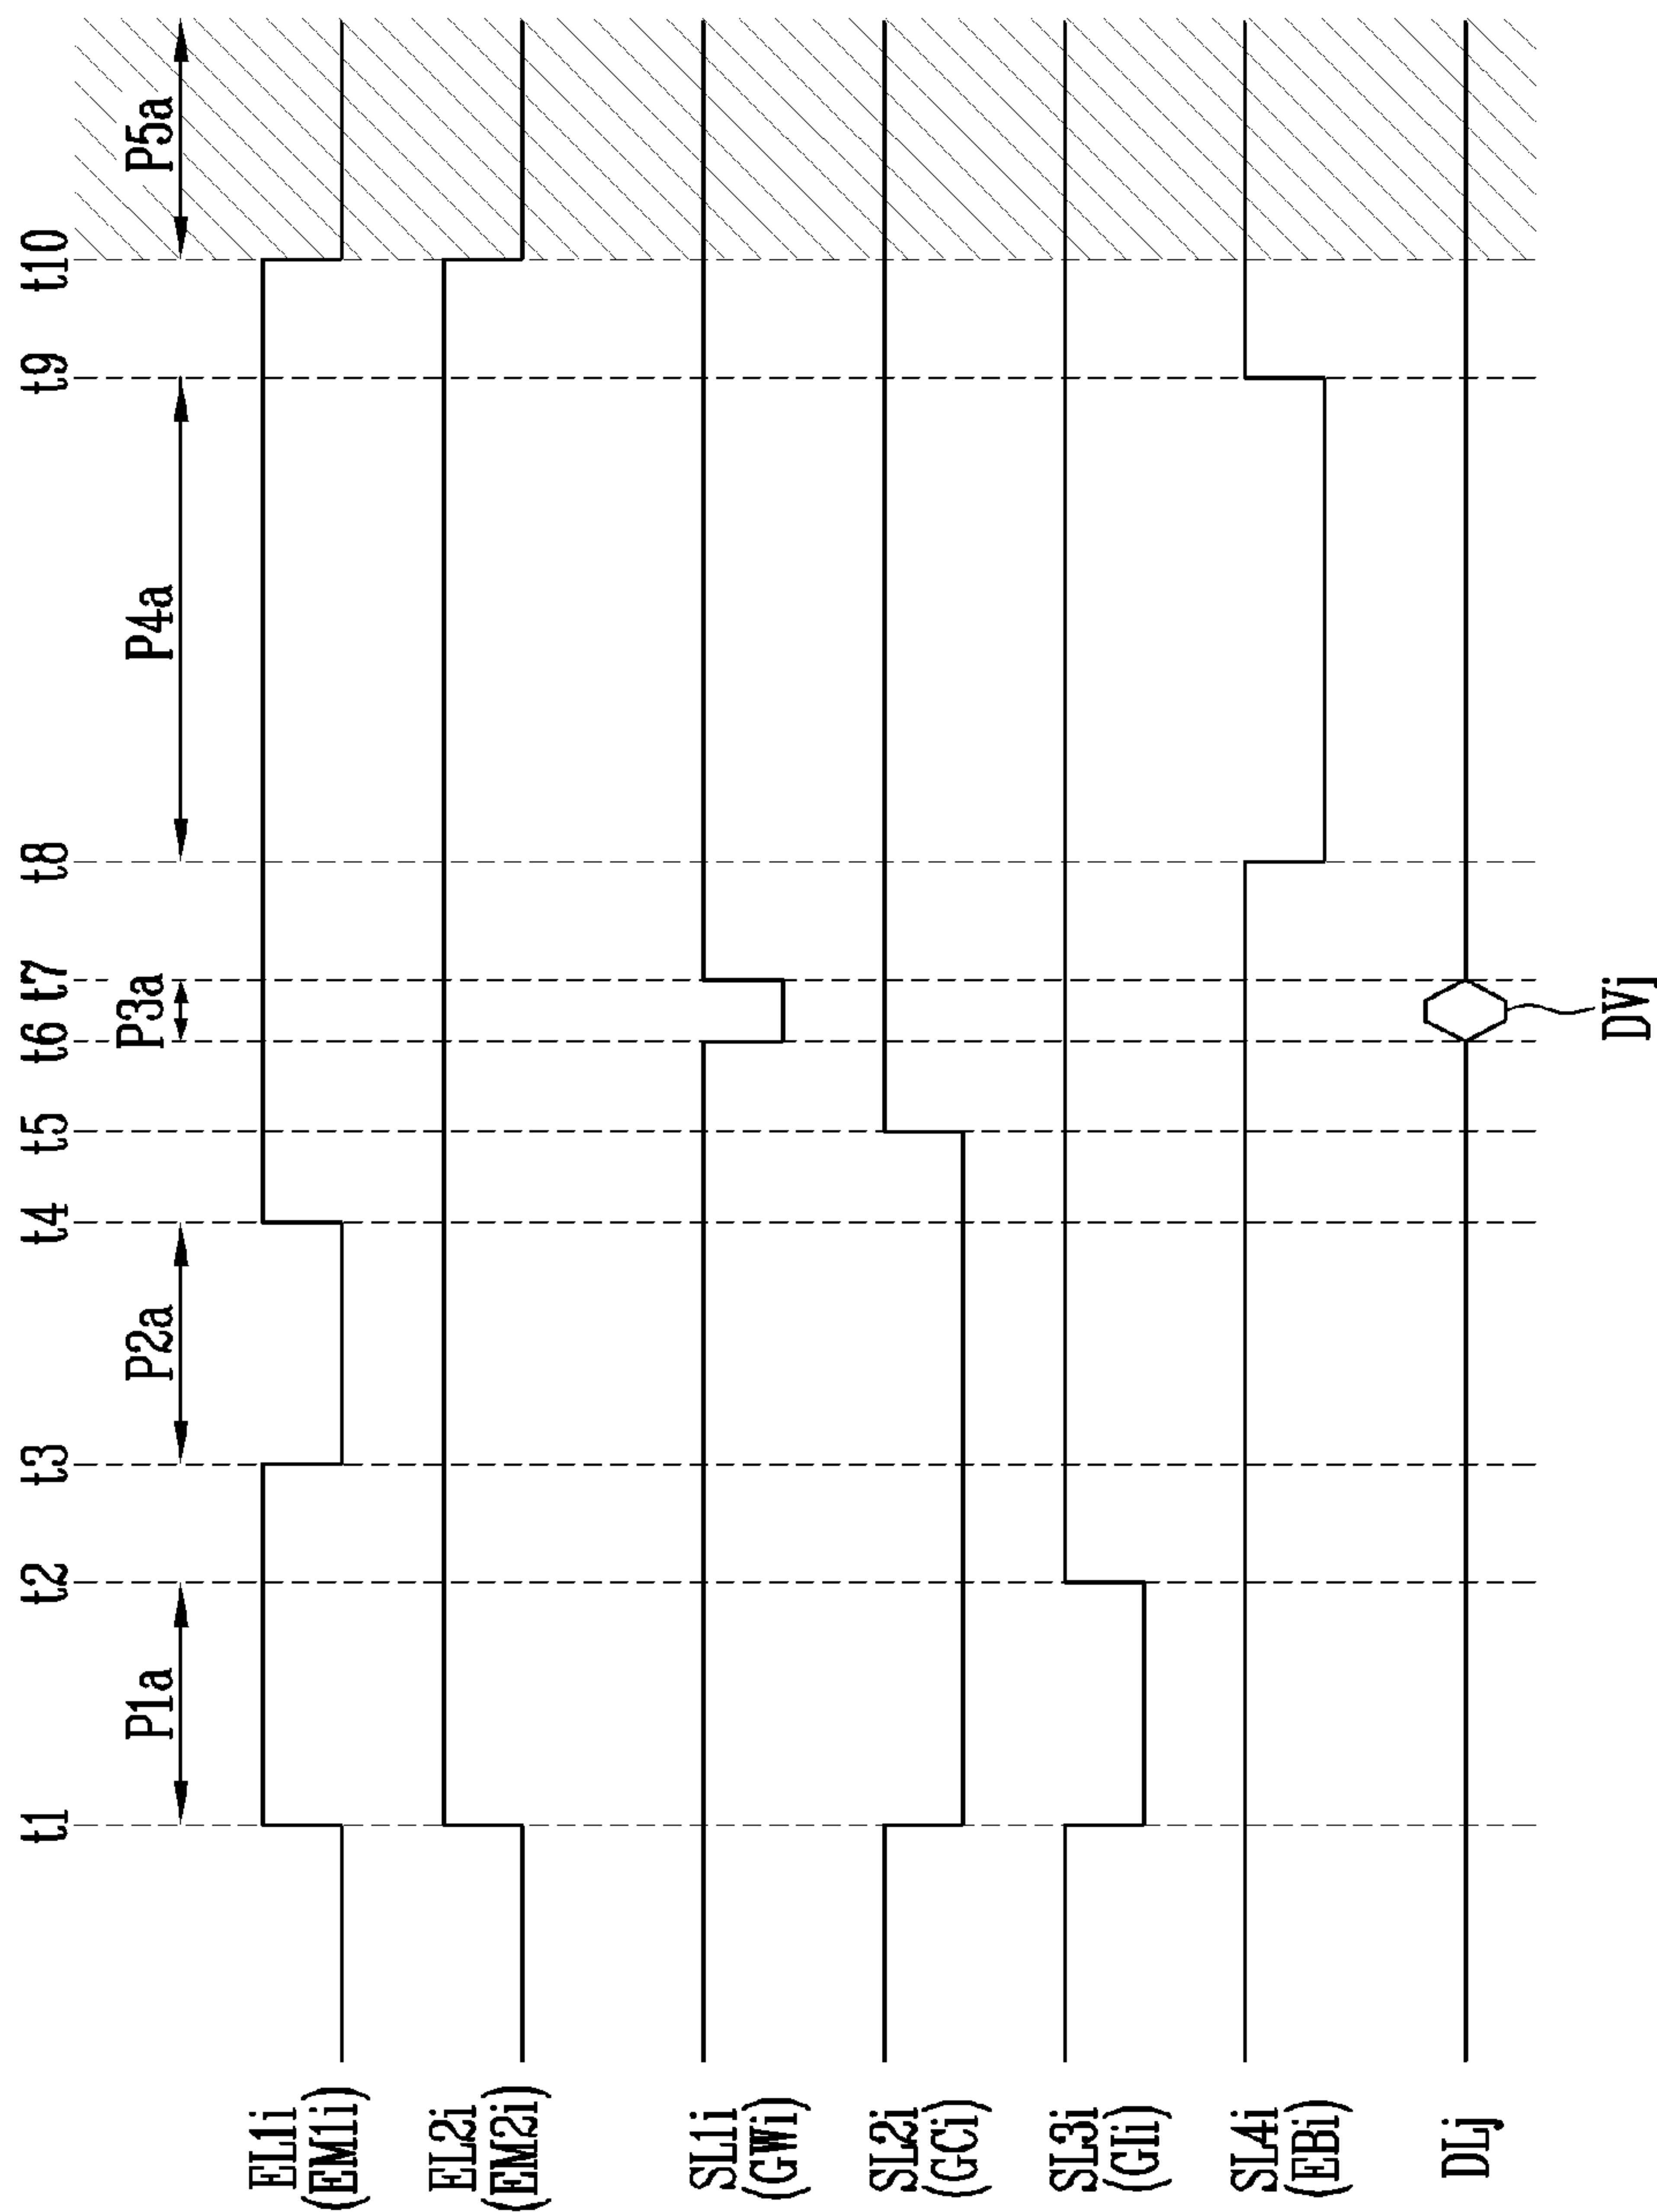 t1 t2 t3 t4 t5 t6 t7 t8 t9 t10
P1a P2a P3a P4a P5a
EL1i
(EM1i)
EL2i
(EM2i)
SL1i
(GWi)
SL2i
(GCi)
SL3i
(GIi)
SL4i
(EBi)
DLj
DVj